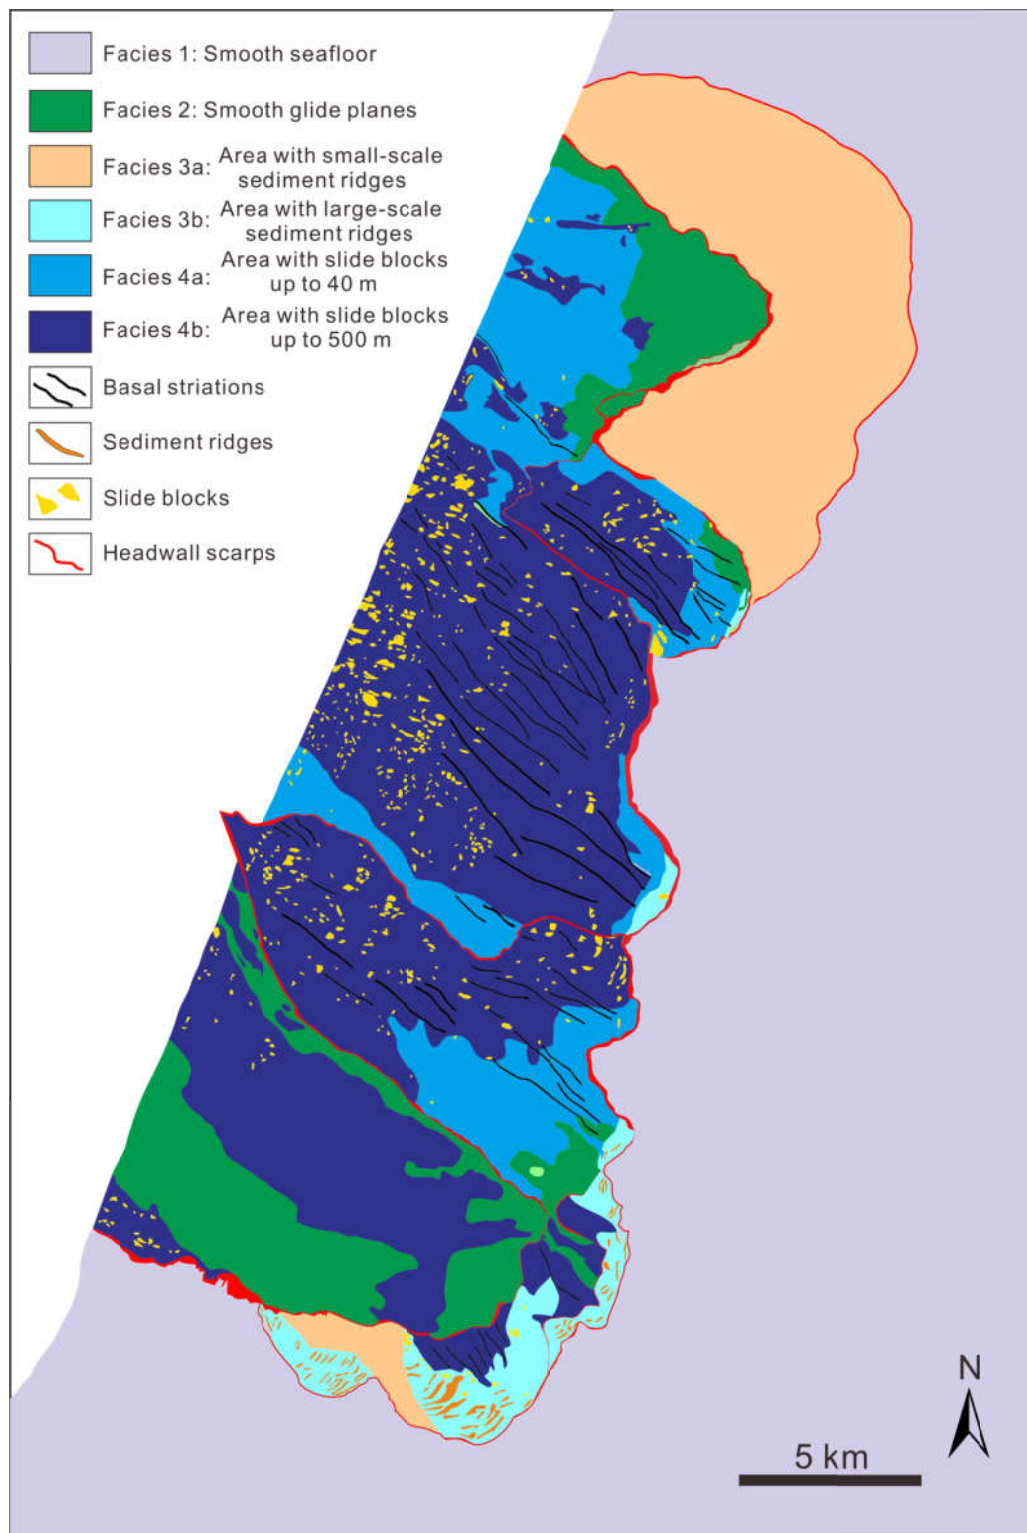 Facies 1: Smooth seafloor
Facies 2: Smooth glide planes
Facies 3a: Area with small-scale
sediment ridges
Facies 3b: Area with large-scale
sediment ridges
Facies 4a: Area with slide blocks
up to 40 m
Facies 4b: Area with slide blocks
up to 500 m
Basal striations
Sediment ridges
Slide blocks
Headwall scarps
N
5 km